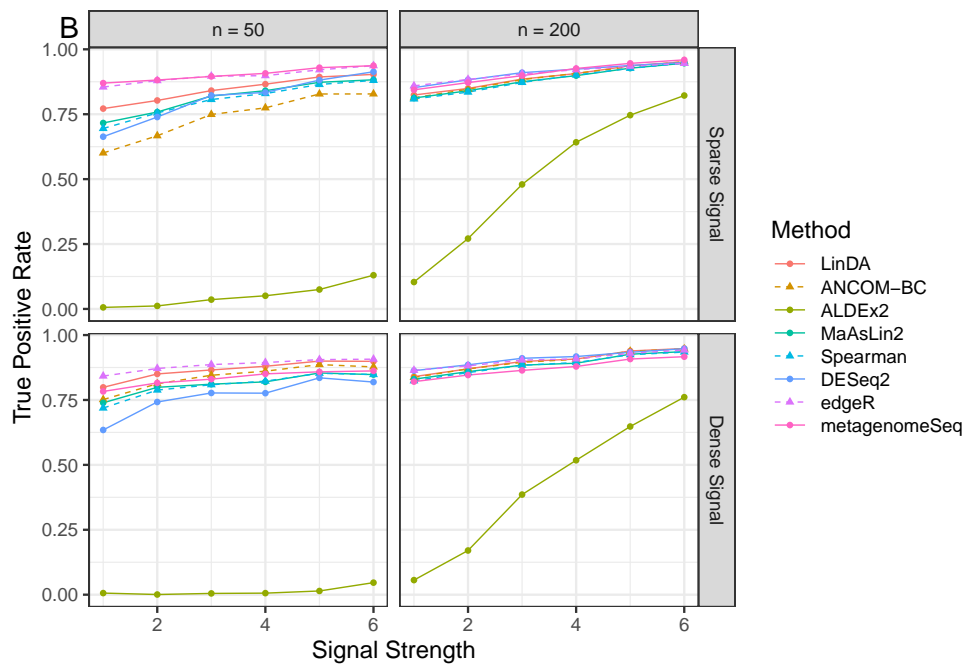 B
n = 50
n = 200
1.00
0.75
0.50
0.25
0.00
Sparse Signal
1.00
0.75
0.50
0.25
0.00
Dense Signal
True Positive Rate
2
4
6
2
4
6
Signal Strength
Method
LinDA
ANCOM−BC
ALDEx2
MaAsLin2
Spearman
DESeq2
edgeR
metagenomeSeq